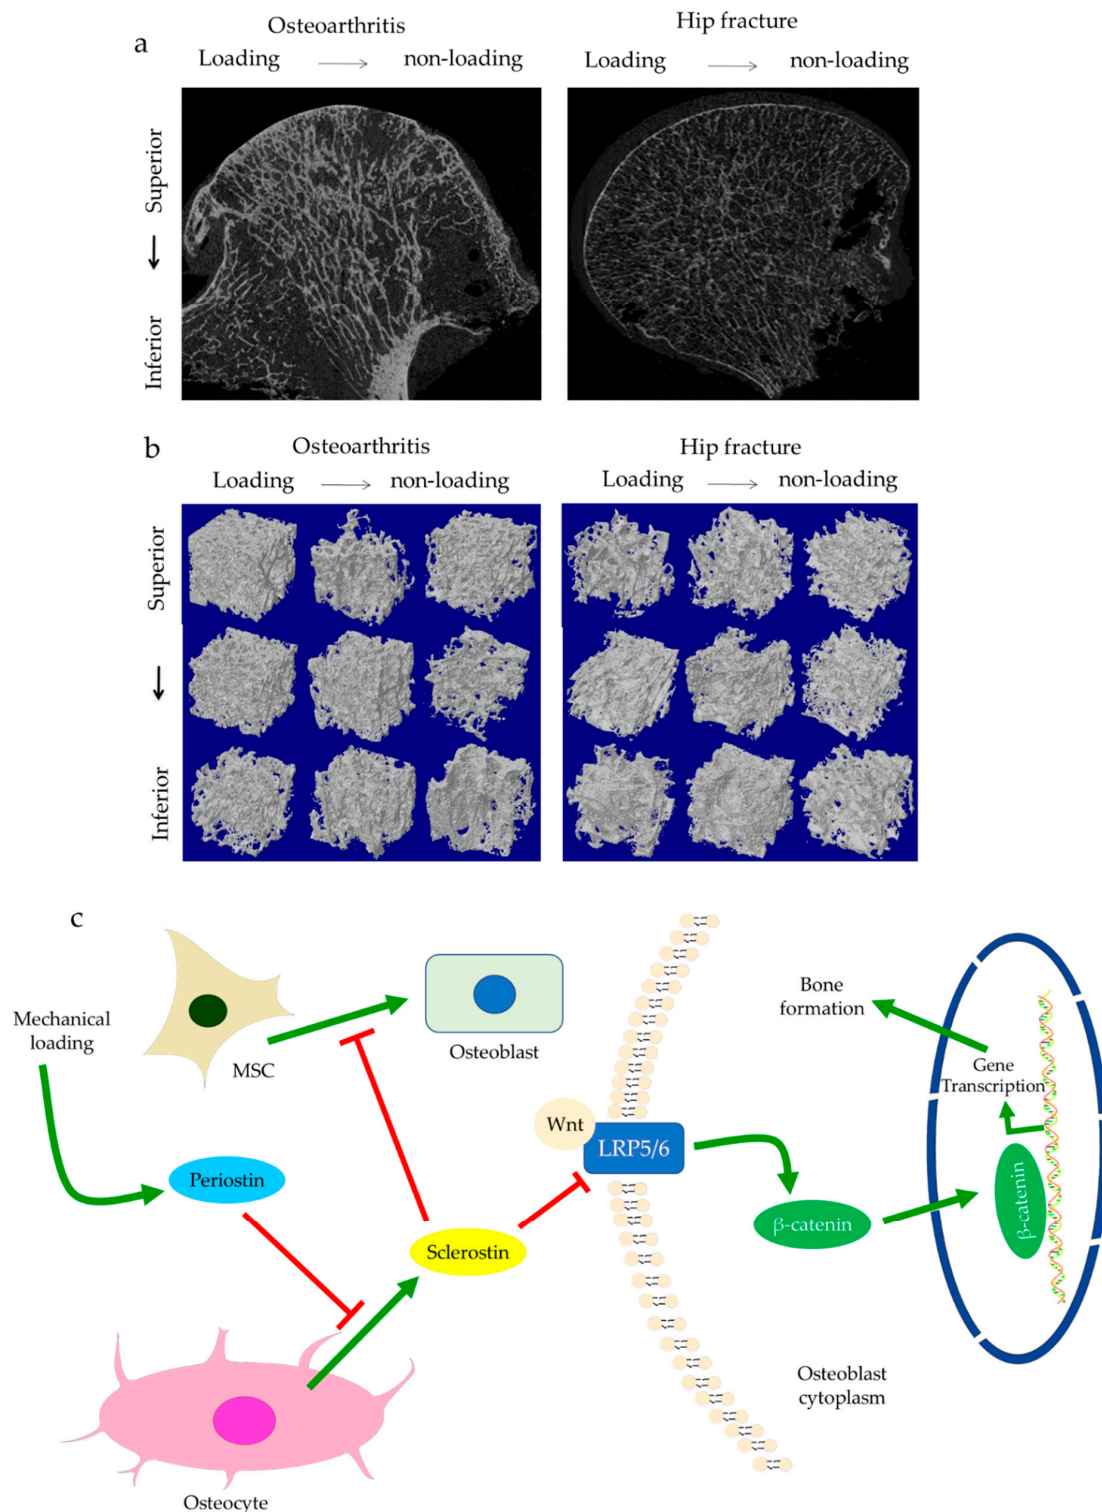 a
Osteoarthritis
Hip fracture
Loading
non-loading
Loading
non-loading
Superior
Inferior
b
Osteoarthritis
Hip fracture
Loading
non-loading
Loading
non-loading
Superior
Inferior
c
Mechanical
loading
MSC
Osteoblast
Periostin
Sclerostin
Osteocyte
Wnt
LRP5/6
β-catenin
β-catenin
Gene
Transcription
Bone
formation
Osteoblast
cytoplasm